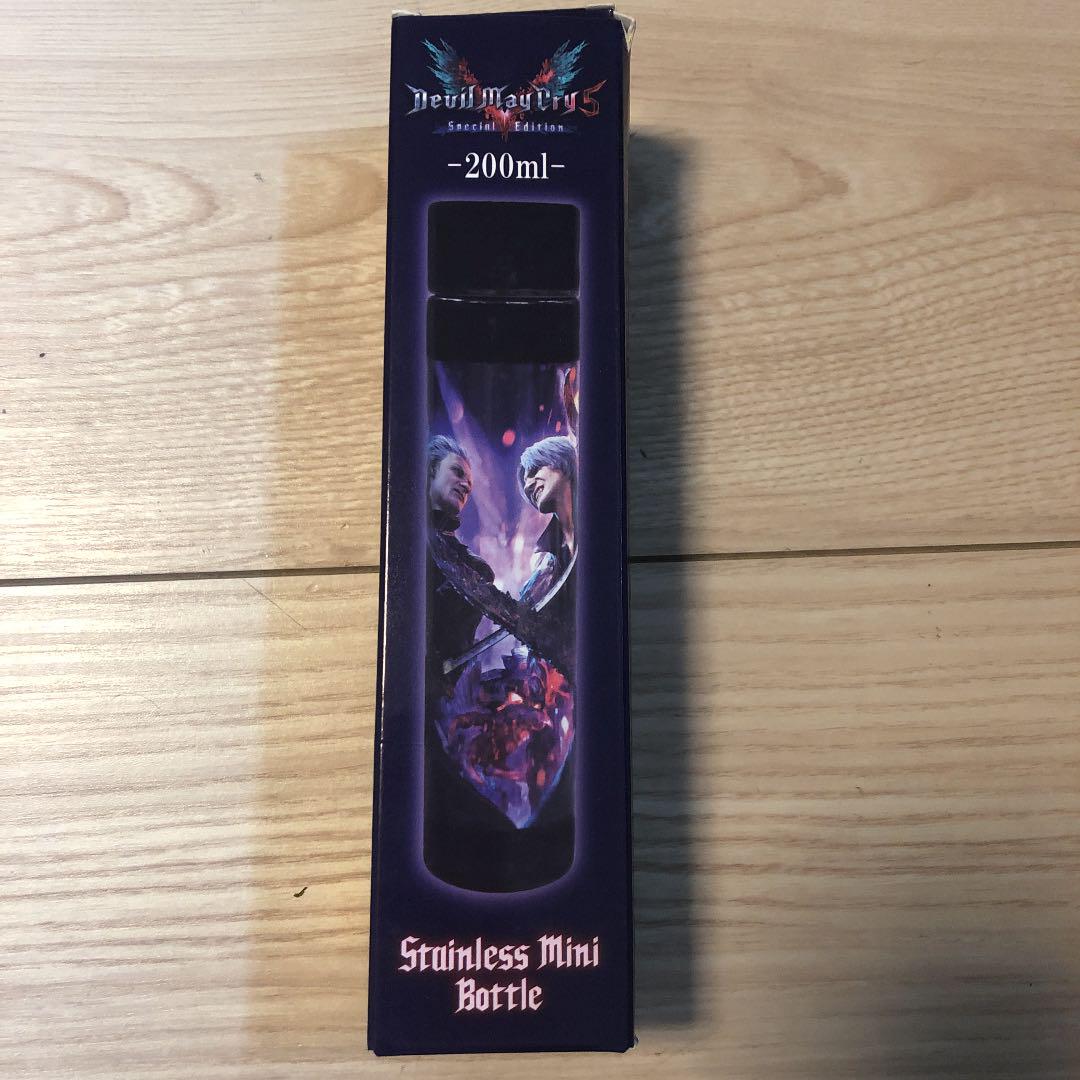 Devil May Cry 5
Special Edition
-200ml-
Stainless Mini
Bottle